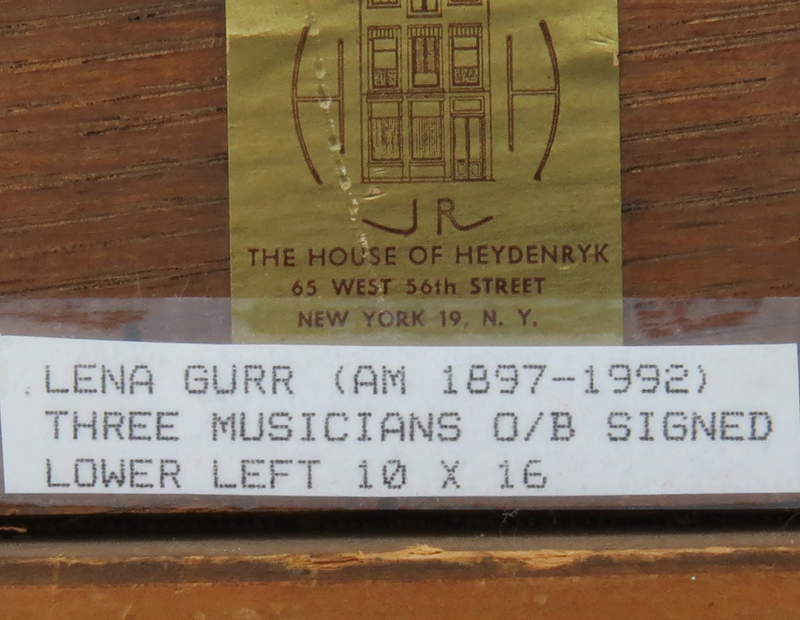 JR
THE HOUSE OF HEYDENRYK
65 WEST 56th STREET
NEW YORK 19, N. Y.
LENA GURR (AM 1897-1992)
THREE MUSICIANS O/B SIGNED
LOWER LEFT 10 X 16